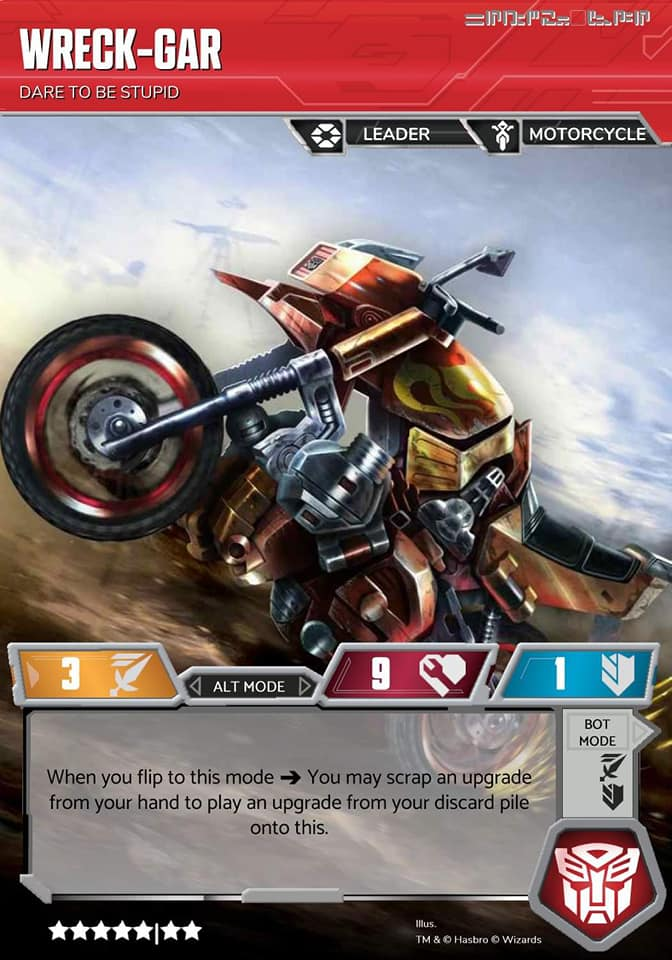 WRECK-GAR
DARE TO BE STUPID
LEADER
MOTORCYCLE
3
ALT MODE
9
1
BOT
MODE
When you flip to this mode ➔ You may scrap an upgrade
from your hand to play an upgrade from your discard pile
onto this.
Illus.
TM & © Hasbro © Wizards